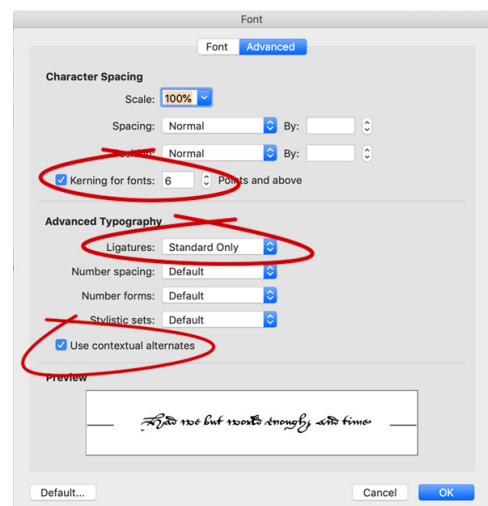 Font
Font Advanced
Character Spacing
Scale: 100%
Spacing: Normal By:
Position: Normal By:
Kerning for fonts: 6 Points and above
Advanced Typography
Ligatures: Standard Only
Number spacing: Default
Number forms: Default
Stylistic sets: Default
Use contextual alternates
Preview
Had we but world enough, and time
Default... Cancel OK